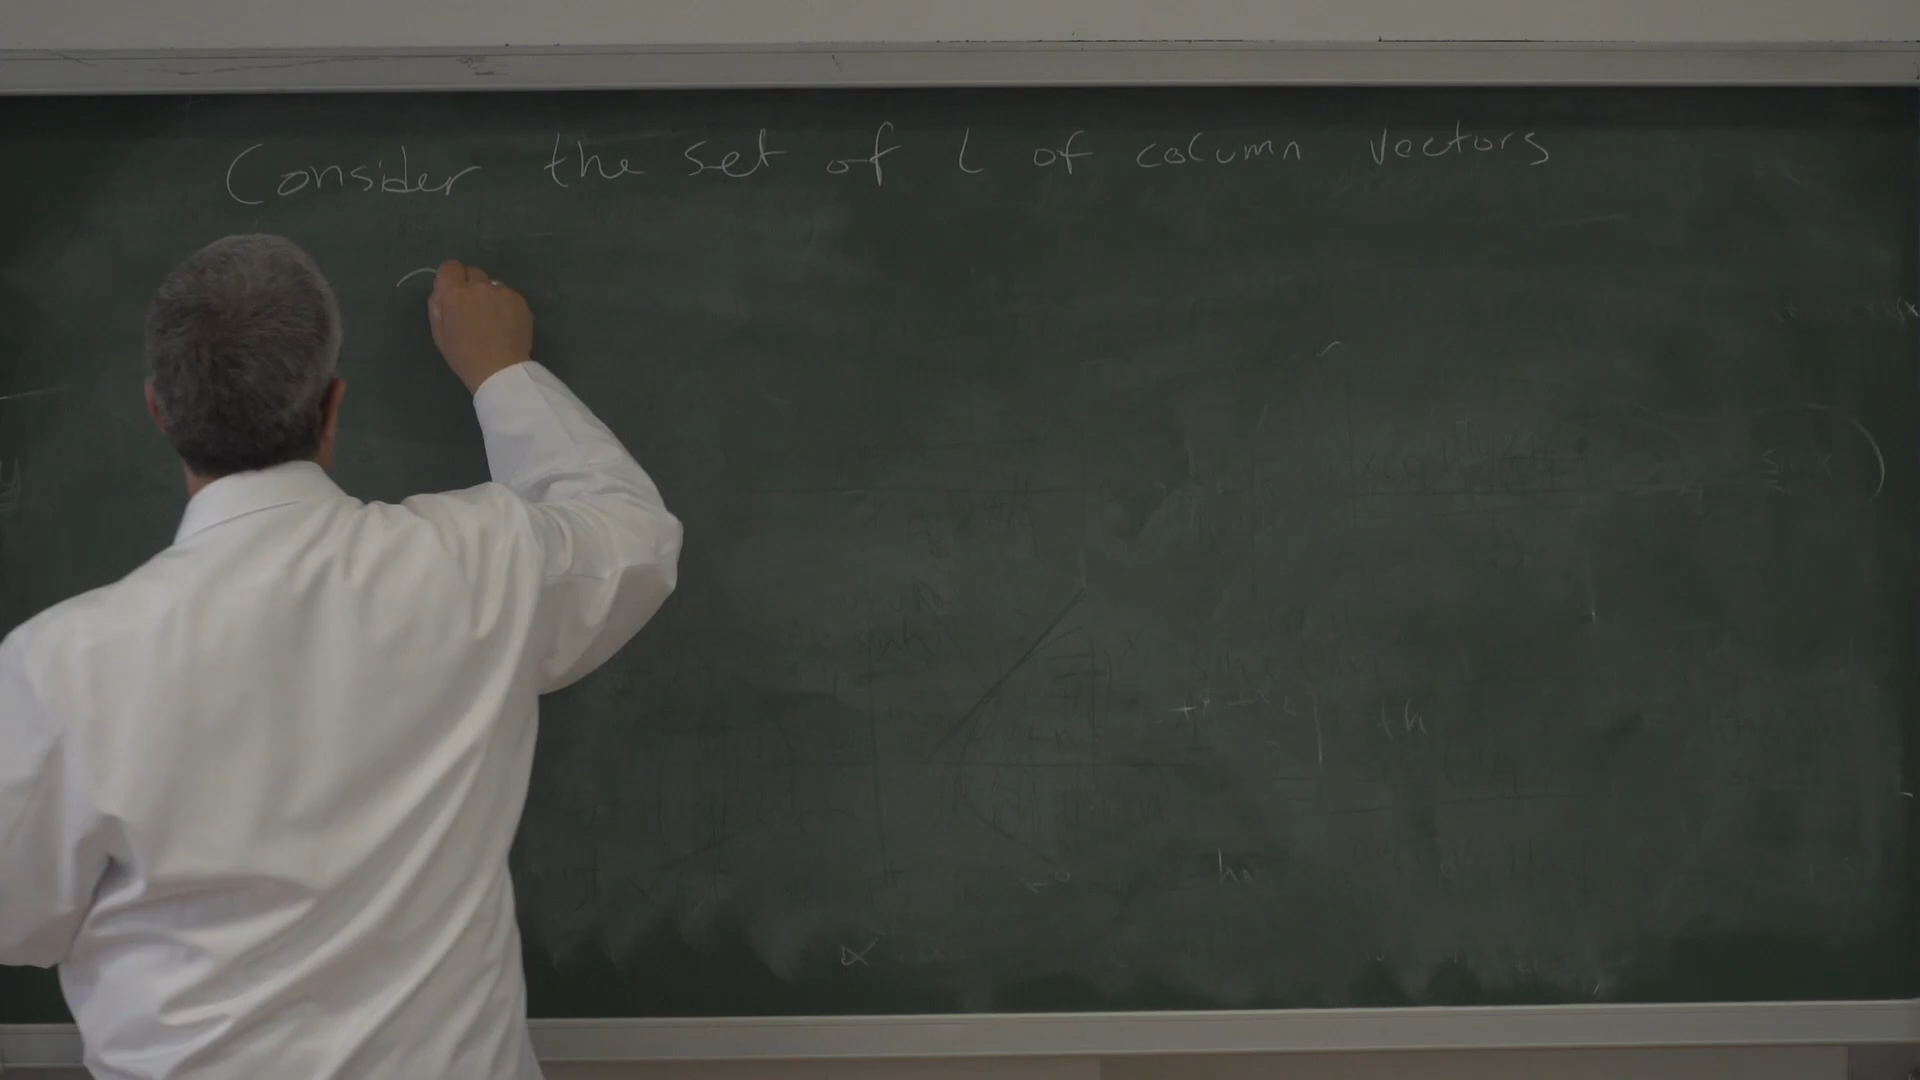 Consider the set of L of column vectors